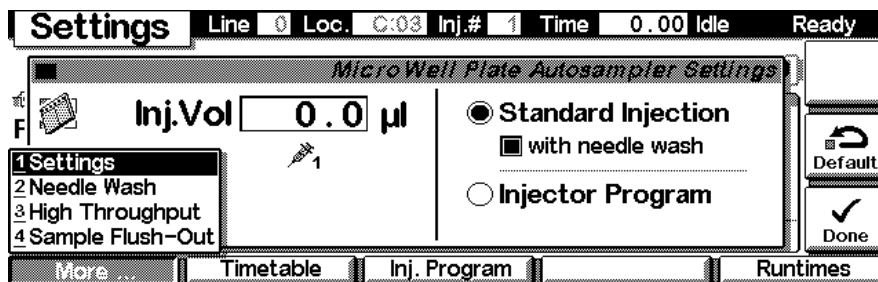 Settings Line 0 Loc. C:03 Inj.# 1 Time 0.00 Idle Ready
MicroWell Plate Autosampler Settings
F Inj.Vol 0.0 µl
1
Standard Injection
with needle wash
Injector Program
1 Settings
2 Needle Wash
3 High Throughput
4 Sample Flush-Out
Default
Done
More ... Timetable Inj. Program Runtimes